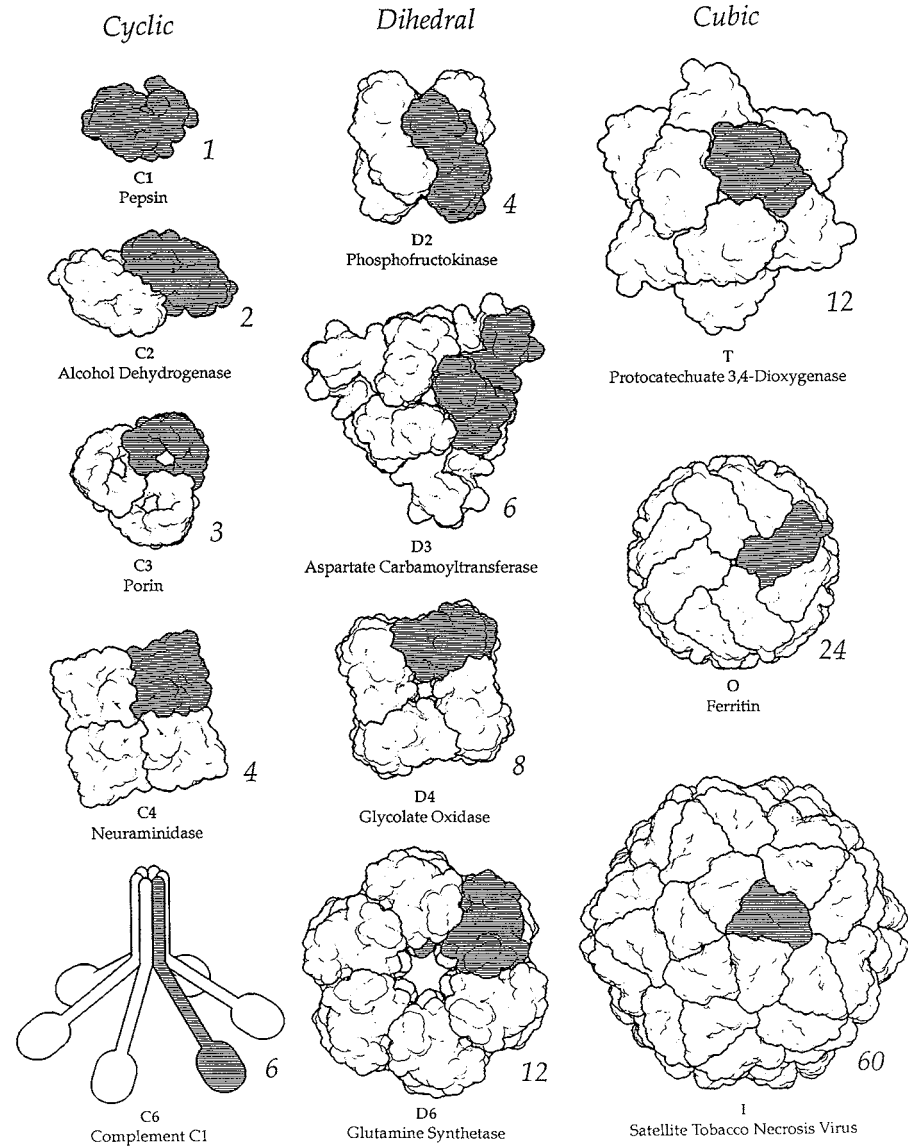 Cyclic
1
C1
Pepsin
2
C2
Alcohol Dehydrogenase
3
C3
Porin
4
C4
Neuraminidase
6
C6
Complement C1
Dihedral
4
D2
Phosphofructokinase
6
D3
Aspartate Carbamoyltransferase
8
D4
Glycolate Oxidase
12
D6
Glutamine Synthetase
Cubic
12
T
Protocatechuate 3,4-Dioxygenase
24
O
Ferritin
60
I
Satellite Tobacco Necrosis Virus